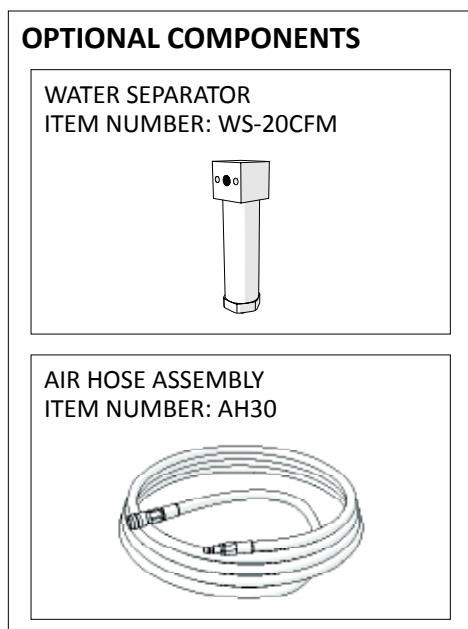 OPTIONAL COMPONENTS
WATER SEPARATOR
ITEM NUMBER: WS-20CFM
AIR HOSE ASSEMBLY
ITEM NUMBER: AH30